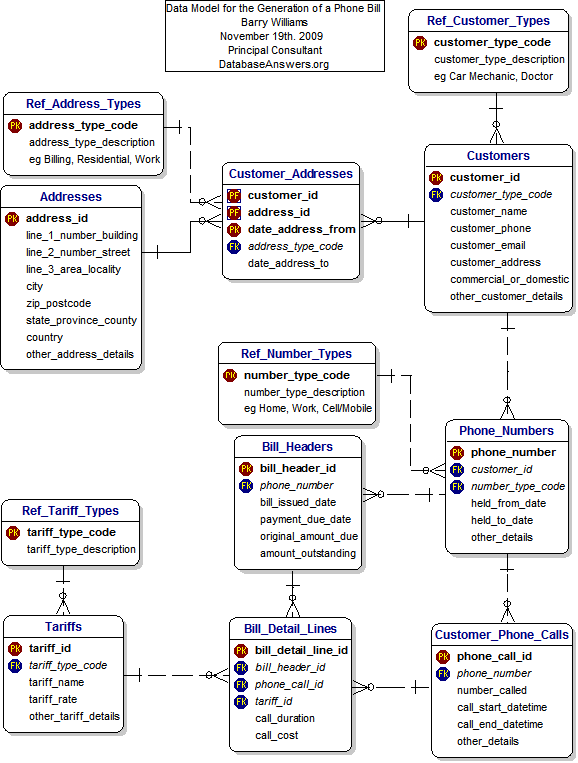 Data Model for the Generation of a Phone Bill
Barry Williams
November 19th. 2009
Principal Consultant
DatabaseAnswers.org
Ref_Customer_Types
PK customer_type_code
customer_type_description
eg Car Mechanic, Doctor
Ref_Address_Types
PK address_type_code
address_type_description
eg Billing, Residential, Work
Customer_Addresses
PF customer_id
PF address_id
PK date_address_from
FK address_type_code
date_address_to
Customers
PK customer_id
FK customer_type_code
customer_name
customer_phone
customer_email
customer_address
commercial_or_domestic
other_customer_details
Addresses
PK address_id
line_1_number_building
line_2_number_street
line_3_area_locality
city
zip_postcode
state_province_county
country
other_address_details
Ref_Number_Types
PK number_type_code
number_type_description
eg Home, Work, Cell/Mobile
Phone_Numbers
PK phone_number
FK customer_id
FK number_type_code
held_from_date
held_to_date
other_details
Bill_Headers
PK bill_header_id
FK phone_number
bill_issued_date
payment_due_date
original_amount_due
amount_outstanding
Ref_Tariff_Types
PK tariff_type_code
tariff_type_description
Tariffs
PK tariff_id
FK tariff_type_code
tariff_name
tariff_rate
other_tariff_details
Bill_Detail_Lines
PK bill_detail_line_id
FK bill_header_id
FK phone_call_id
FK tariff_id
call_duration
call_cost
Customer_Phone_Calls
PK phone_call_id
FK phone_number
number_called
call_start_datetime
call_end_datetime
other_details